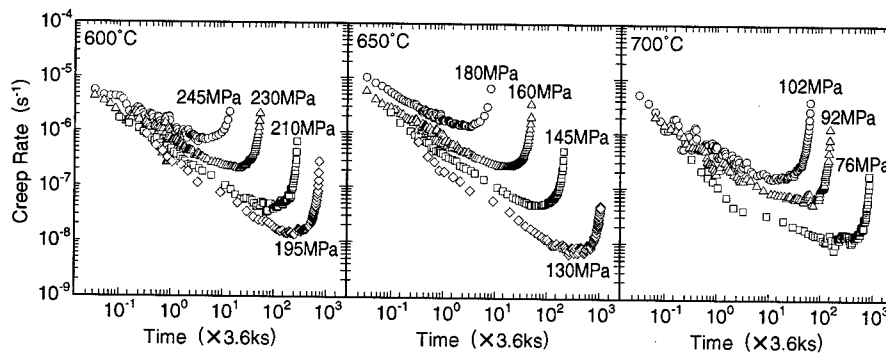 10⁻⁴
10⁻⁵
10⁻⁶
10⁻⁷
10⁻⁸
10⁻⁹
Creep Rate (s⁻¹)
600°C
245MPa
230MPa
210MPa
195MPa
10⁻¹ 10⁰ 10¹ 10² 10³
Time (×3.6ks)
650°C
180MPa
160MPa
145MPa
130MPa
10⁻¹ 10⁰ 10¹ 10² 10³
Time (×3.6ks)
700°C
102MPa
92MPa
76MPa
10⁻¹ 10⁰ 10¹ 10² 10³
Time (×3.6ks)